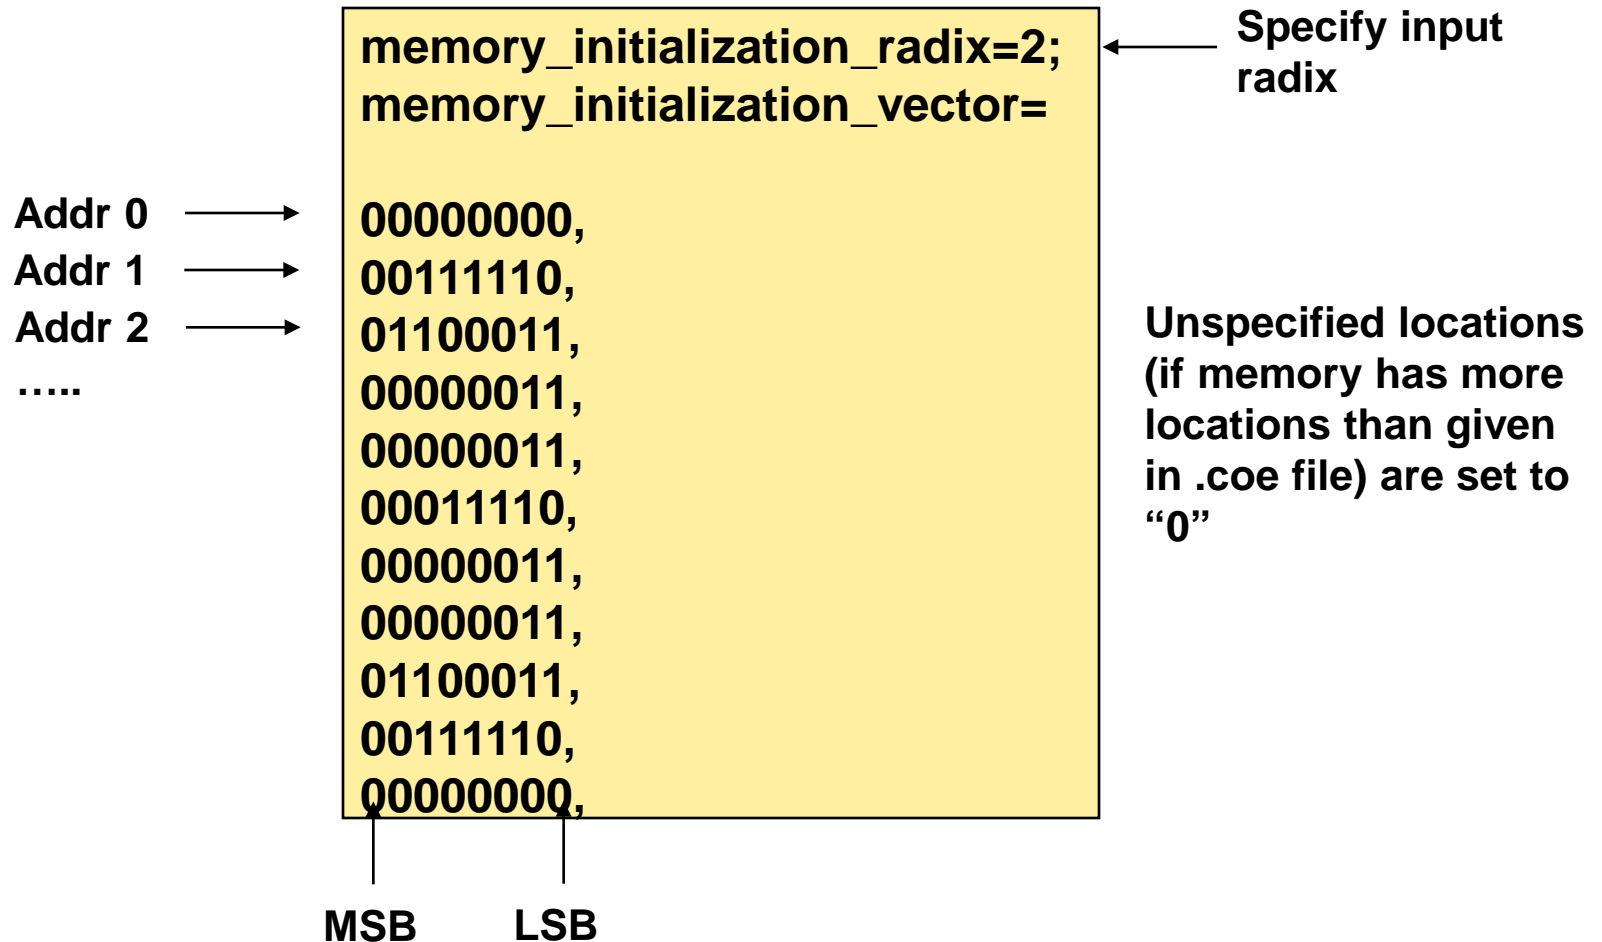 memory_initialization_radix=2;
memory_initialization_vector=
Specify input
radix
Addr 0
Addr 1
Addr 2
…..
00000000,
00111110,
01100011,
00000011,
00000011,
00011110,
00000011,
00000011,
01100011,
00111110,
00000000,
Unspecified locations
(if memory has more
locations than given
in .coe file) are set to
“0”
MSB
LSB